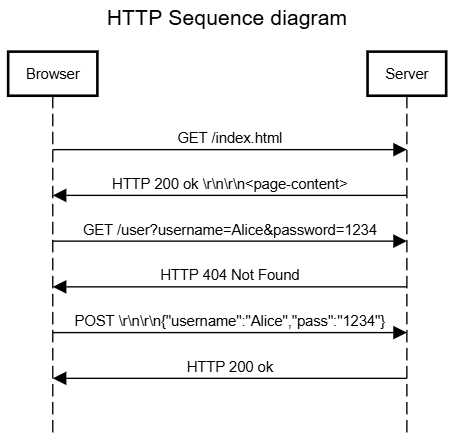 HTTP Sequence diagram
Browser
Server
GET /index.html
HTTP 200 ok \r\n\r\n<page-content>
GET /user?username=Alice&password=1234
HTTP 404 Not Found
POST \r\n\r\n{"username":"Alice","pass":"1234"}
HTTP 200 ok